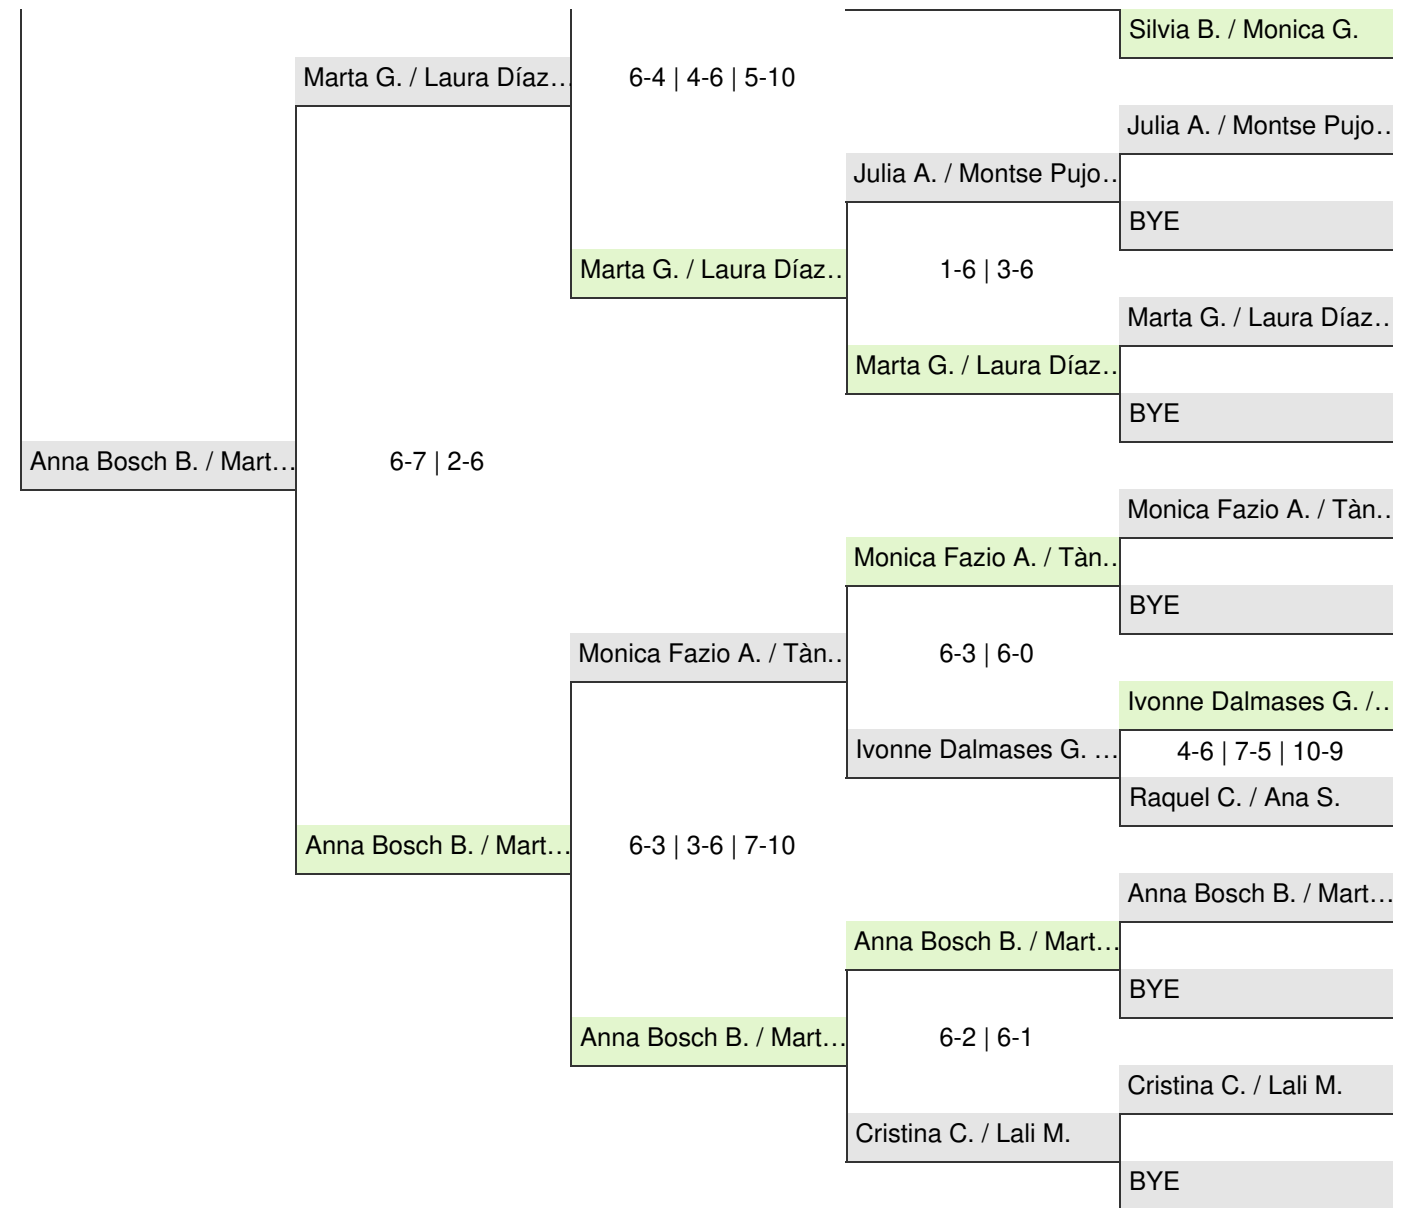 Silvia B. / Monica G.
Marta G. / Laura Díaz...
6-4 | 4-6 | 5-10
Julia A. / Montse Pujo..
Julia A. / Montse Pujo..
BYE
Marta G. / Laura Díaz..
1-6 | 3-6
Marta G. / Laura Díaz..
Marta G. / Laura Díaz..
BYE
Anna Bosch B. / Mart...
6-7 | 2-6
Monica Fazio A. / Tàn..
Monica Fazio A. / Tàn..
BYE
Monica Fazio A. / Tàn..
6-3 | 6-0
Ivonne Dalmases G. /..
Ivonne Dalmases G. ...
4-6 | 7-5 | 10-9
Raquel C. / Ana S.
Anna Bosch B. / Mart...
6-3 | 3-6 | 7-10
Anna Bosch B. / Mart...
Anna Bosch B. / Mart...
BYE
Anna Bosch B. / Mart...
6-2 | 6-1
Cristina C. / Lali M.
Cristina C. / Lali M.
BYE